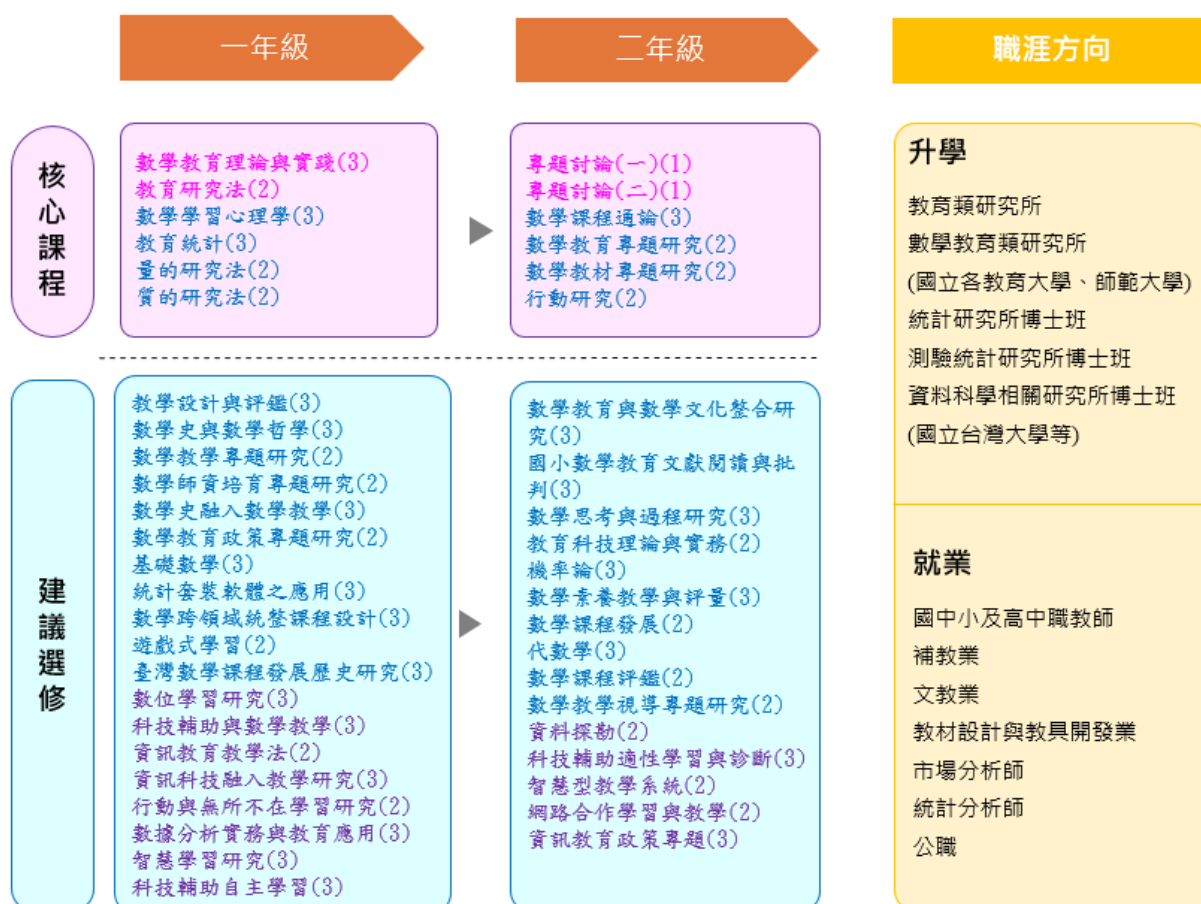 一年級
二年級
職涯方向
核心課程
數學教育理論與實踐(3)
教育研究法(2)
數學學習心理學(3)
教育統計(3)
量的研究法(2)
質的研究法(2)
專題討論(一)(1)
專題討論(二)(1)
數學課程通論(3)
數學教育專題研究(2)
數學教材專題研究(2)
行動研究(2)
建議選修
教學設計與評鑑(3)
數學史與數學哲學(3)
數學教學專題研究(2)
數學師資培育專題研究(2)
數學史融入數學教學(3)
數學教育政策專題研究(2)
基礎數學(3)
統計套裝軟體之應用(3)
數學跨領域統整課程設計(3)
遊戲式學習(2)
臺灣數學課程發展歷史研究(3)
數位學習研究(3)
科技輔助與數學教學(3)
資訊教育教學法(2)
資訊科技融入教學研究(3)
行動與無所不在學習研究(2)
數據分析實務與教育應用(3)
智慧學習研究(3)
科技輔助自主學習(3)
數學教育與數學文化整合研
究(3)
國小數學教育文獻閱讀與批
判(3)
數學思考與過程研究(3)
教育科技理論與實務(2)
機率論(3)
數學素養教學與評量(3)
數學課程發展(2)
代數學(3)
數學課程評鑑(2)
數學教學視導專題研究(2)
資料探勘(2)
科技輔助適性學習與診斷(3)
智慧型教學系統(2)
網路合作學習與教學(2)
資訊教育政策專題(3)
升學
教育類研究所
數學教育類研究所
(國立各教育大學、師範大學)
統計研究所博士班
測驗統計研究所博士班
資料科學相關研究所博士班
(國立台灣大學等)
就業
國中小及高中職教師
補教業
文教業
教材設計與教具開發業
市場分析師
統計分析師
公職